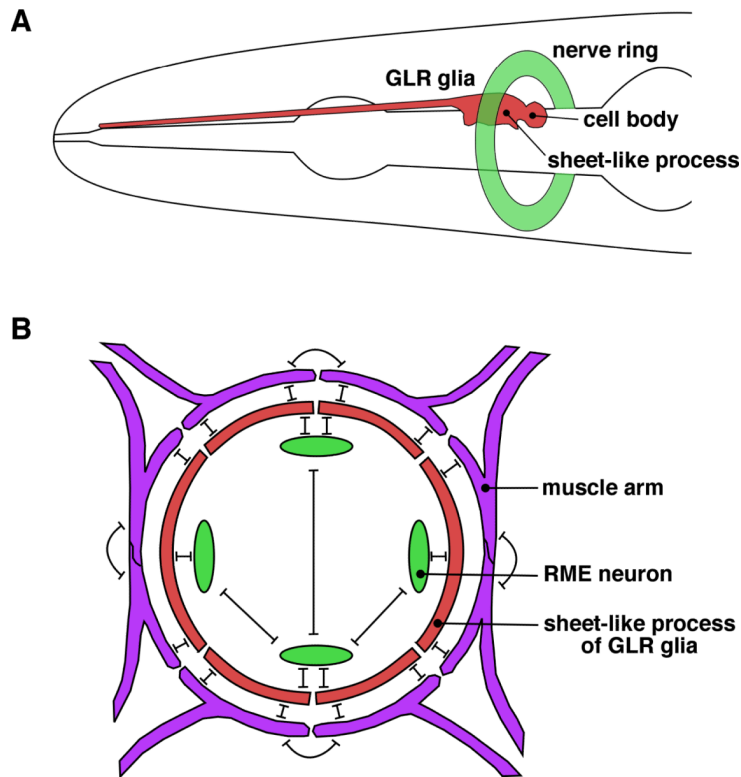 A
nerve ring
GLR glia
cell body
sheet-like process
B
muscle arm
RME neuron
sheet-like process
of GLR glia